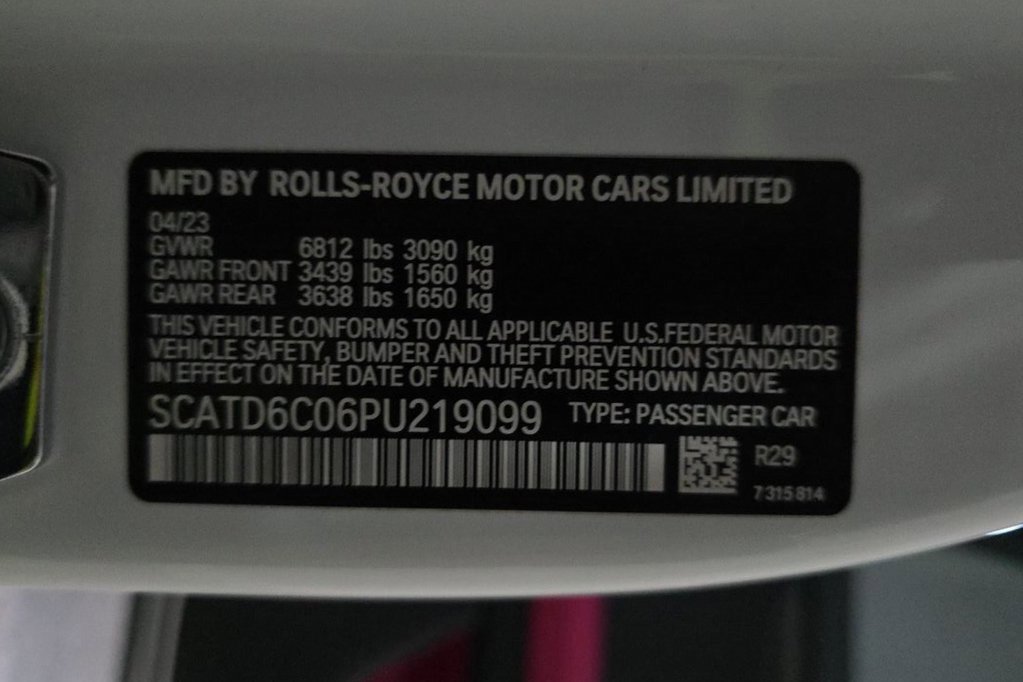 MFD BY ROLLS-ROYCE MOTOR CARS LIMITED
04/23
GVWR 6812 lbs 3090 kg
GAWR FRONT 3439 lbs 1560 kg
GAWR REAR 3638 lbs 1650 kg
THIS VEHICLE CONFORMS TO ALL APPLICABLE U.S.FEDERAL MOTOR
VEHICLE SAFETY, BUMPER AND THEFT PREVENTION STANDARDS
IN EFFECT ON THE DATE OF MANUFACTURE SHOWN ABOVE.
SCATD6C06PU219099 TYPE: PASSENGER CAR
R29
7 315 814